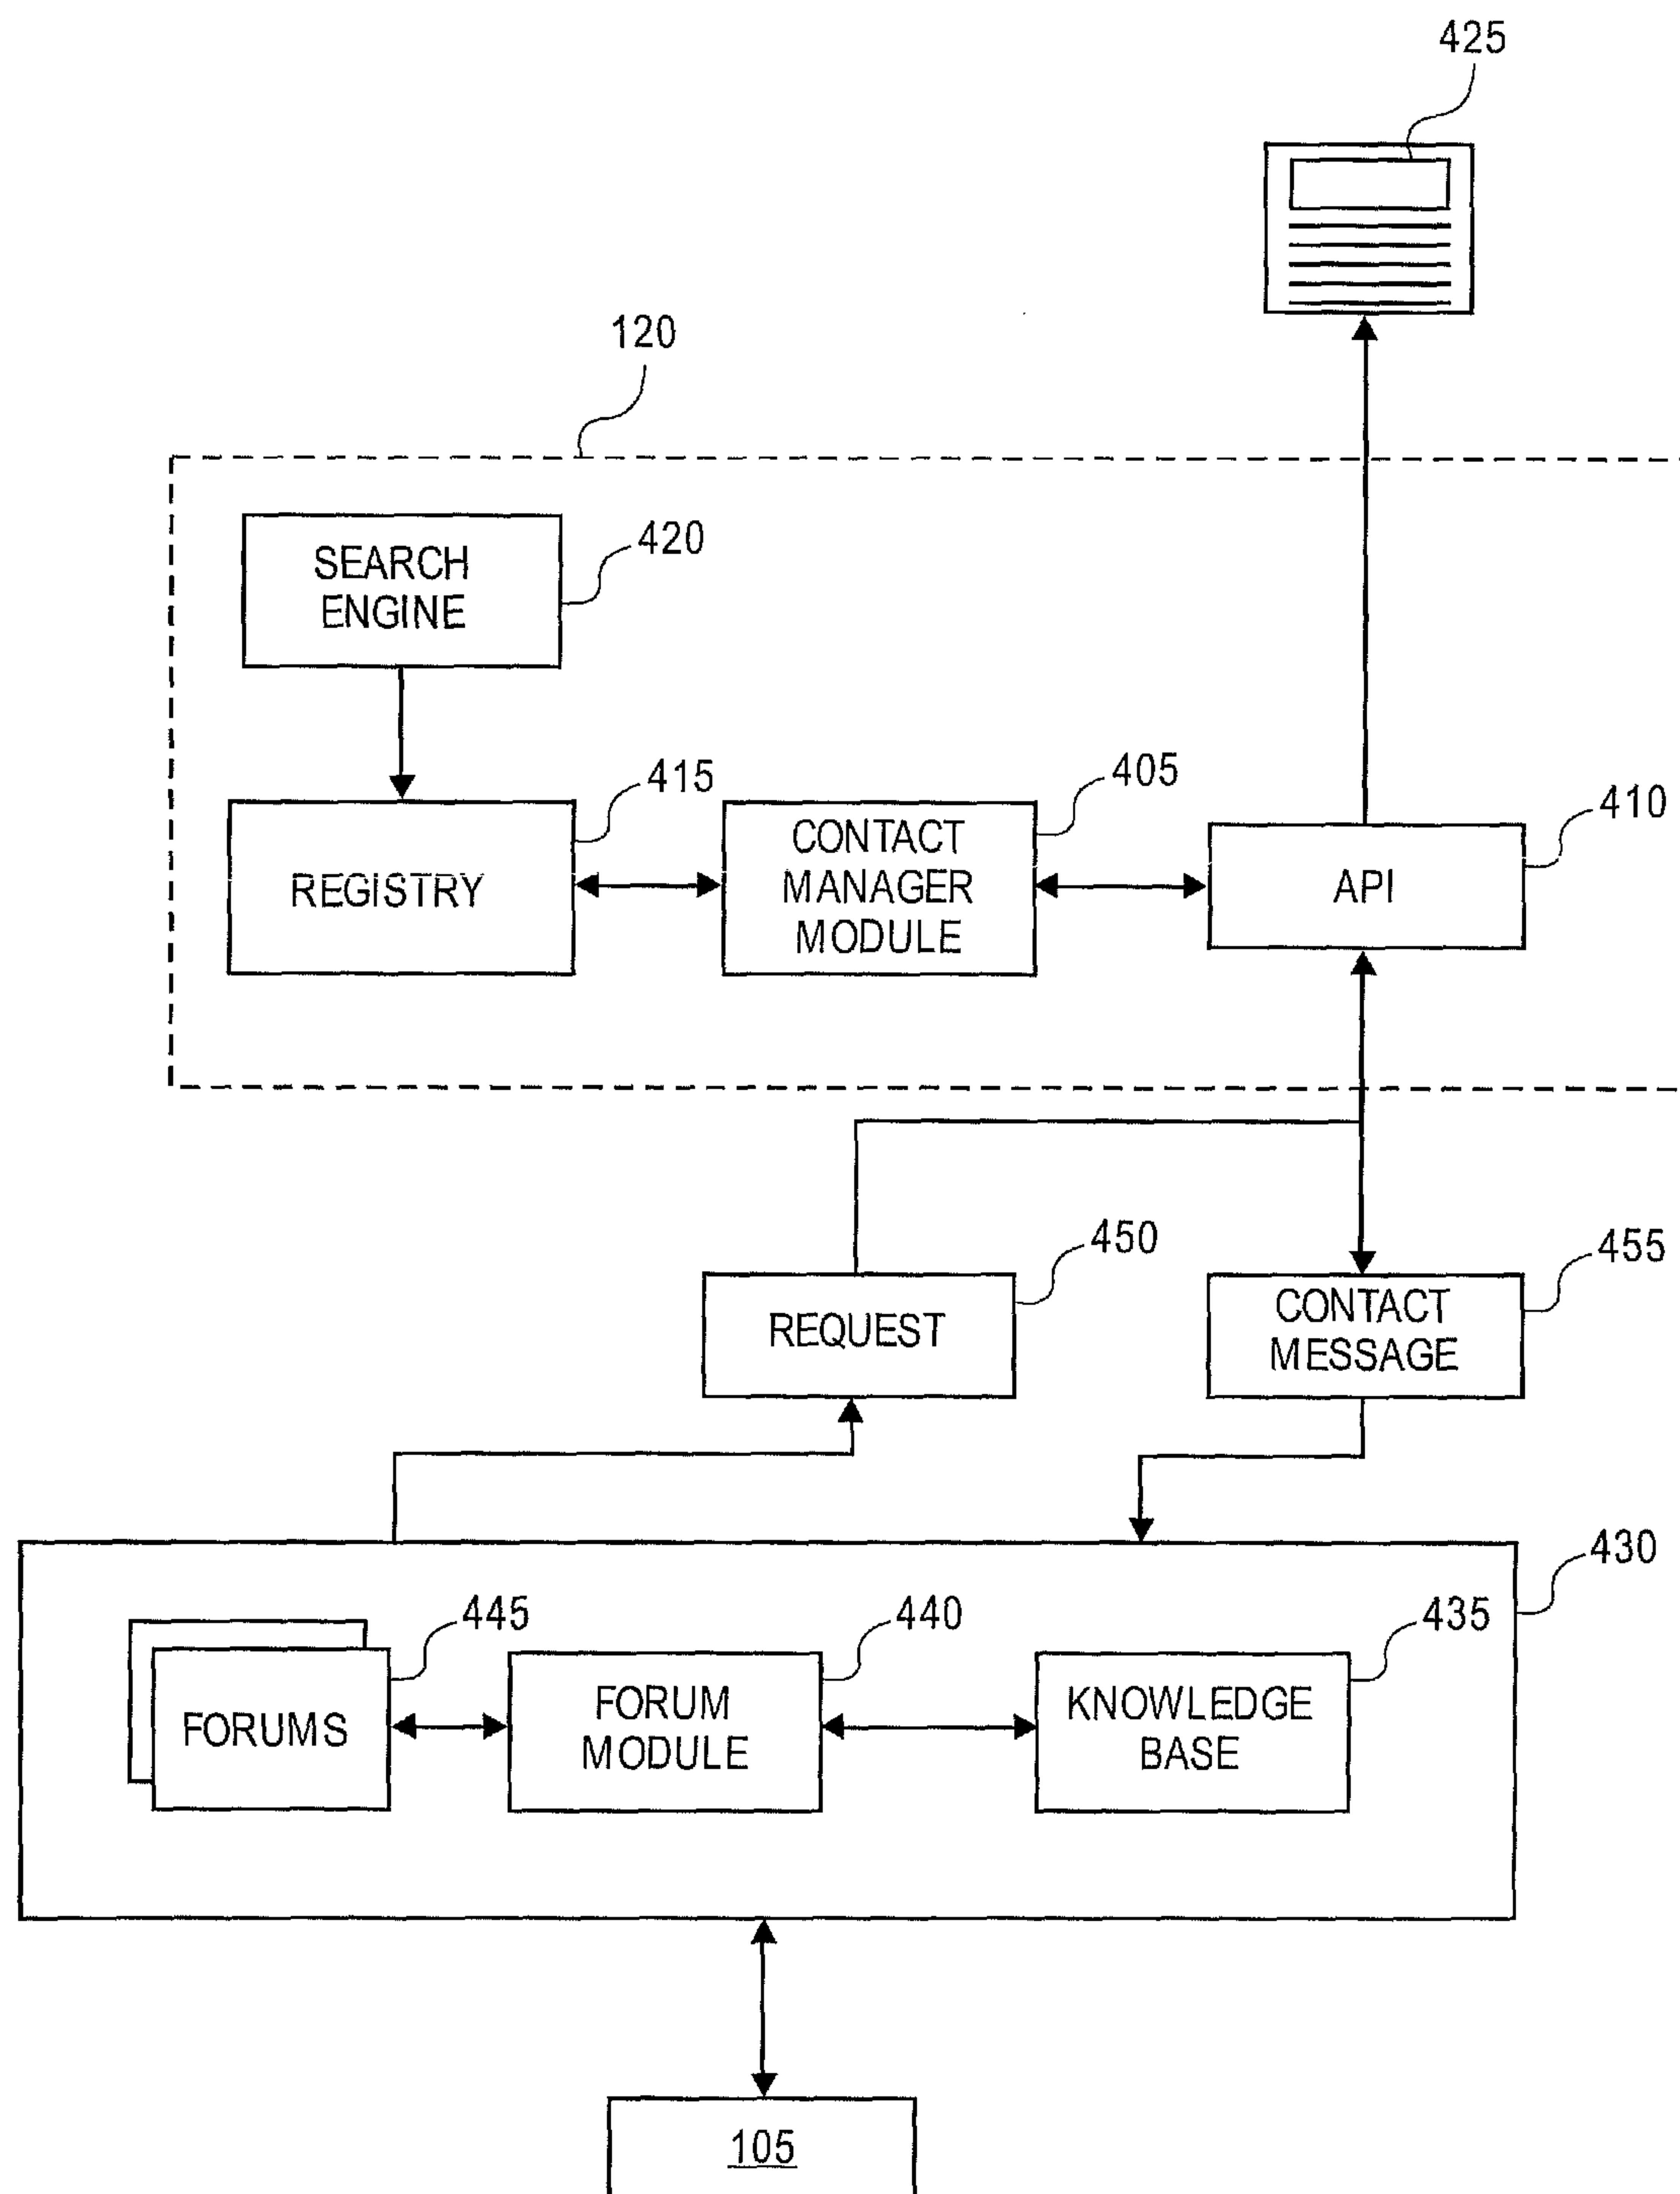 425
120
SEARCH
ENGINE
420
REGISTRY
415
CONTACT
MANAGER
MODULE
405
API
410
REQUEST
450
CONTACT
MESSAGE
455
430
FORUMS
445
FORUM
MODULE
440
KNOWLEDGE
BASE
435
105